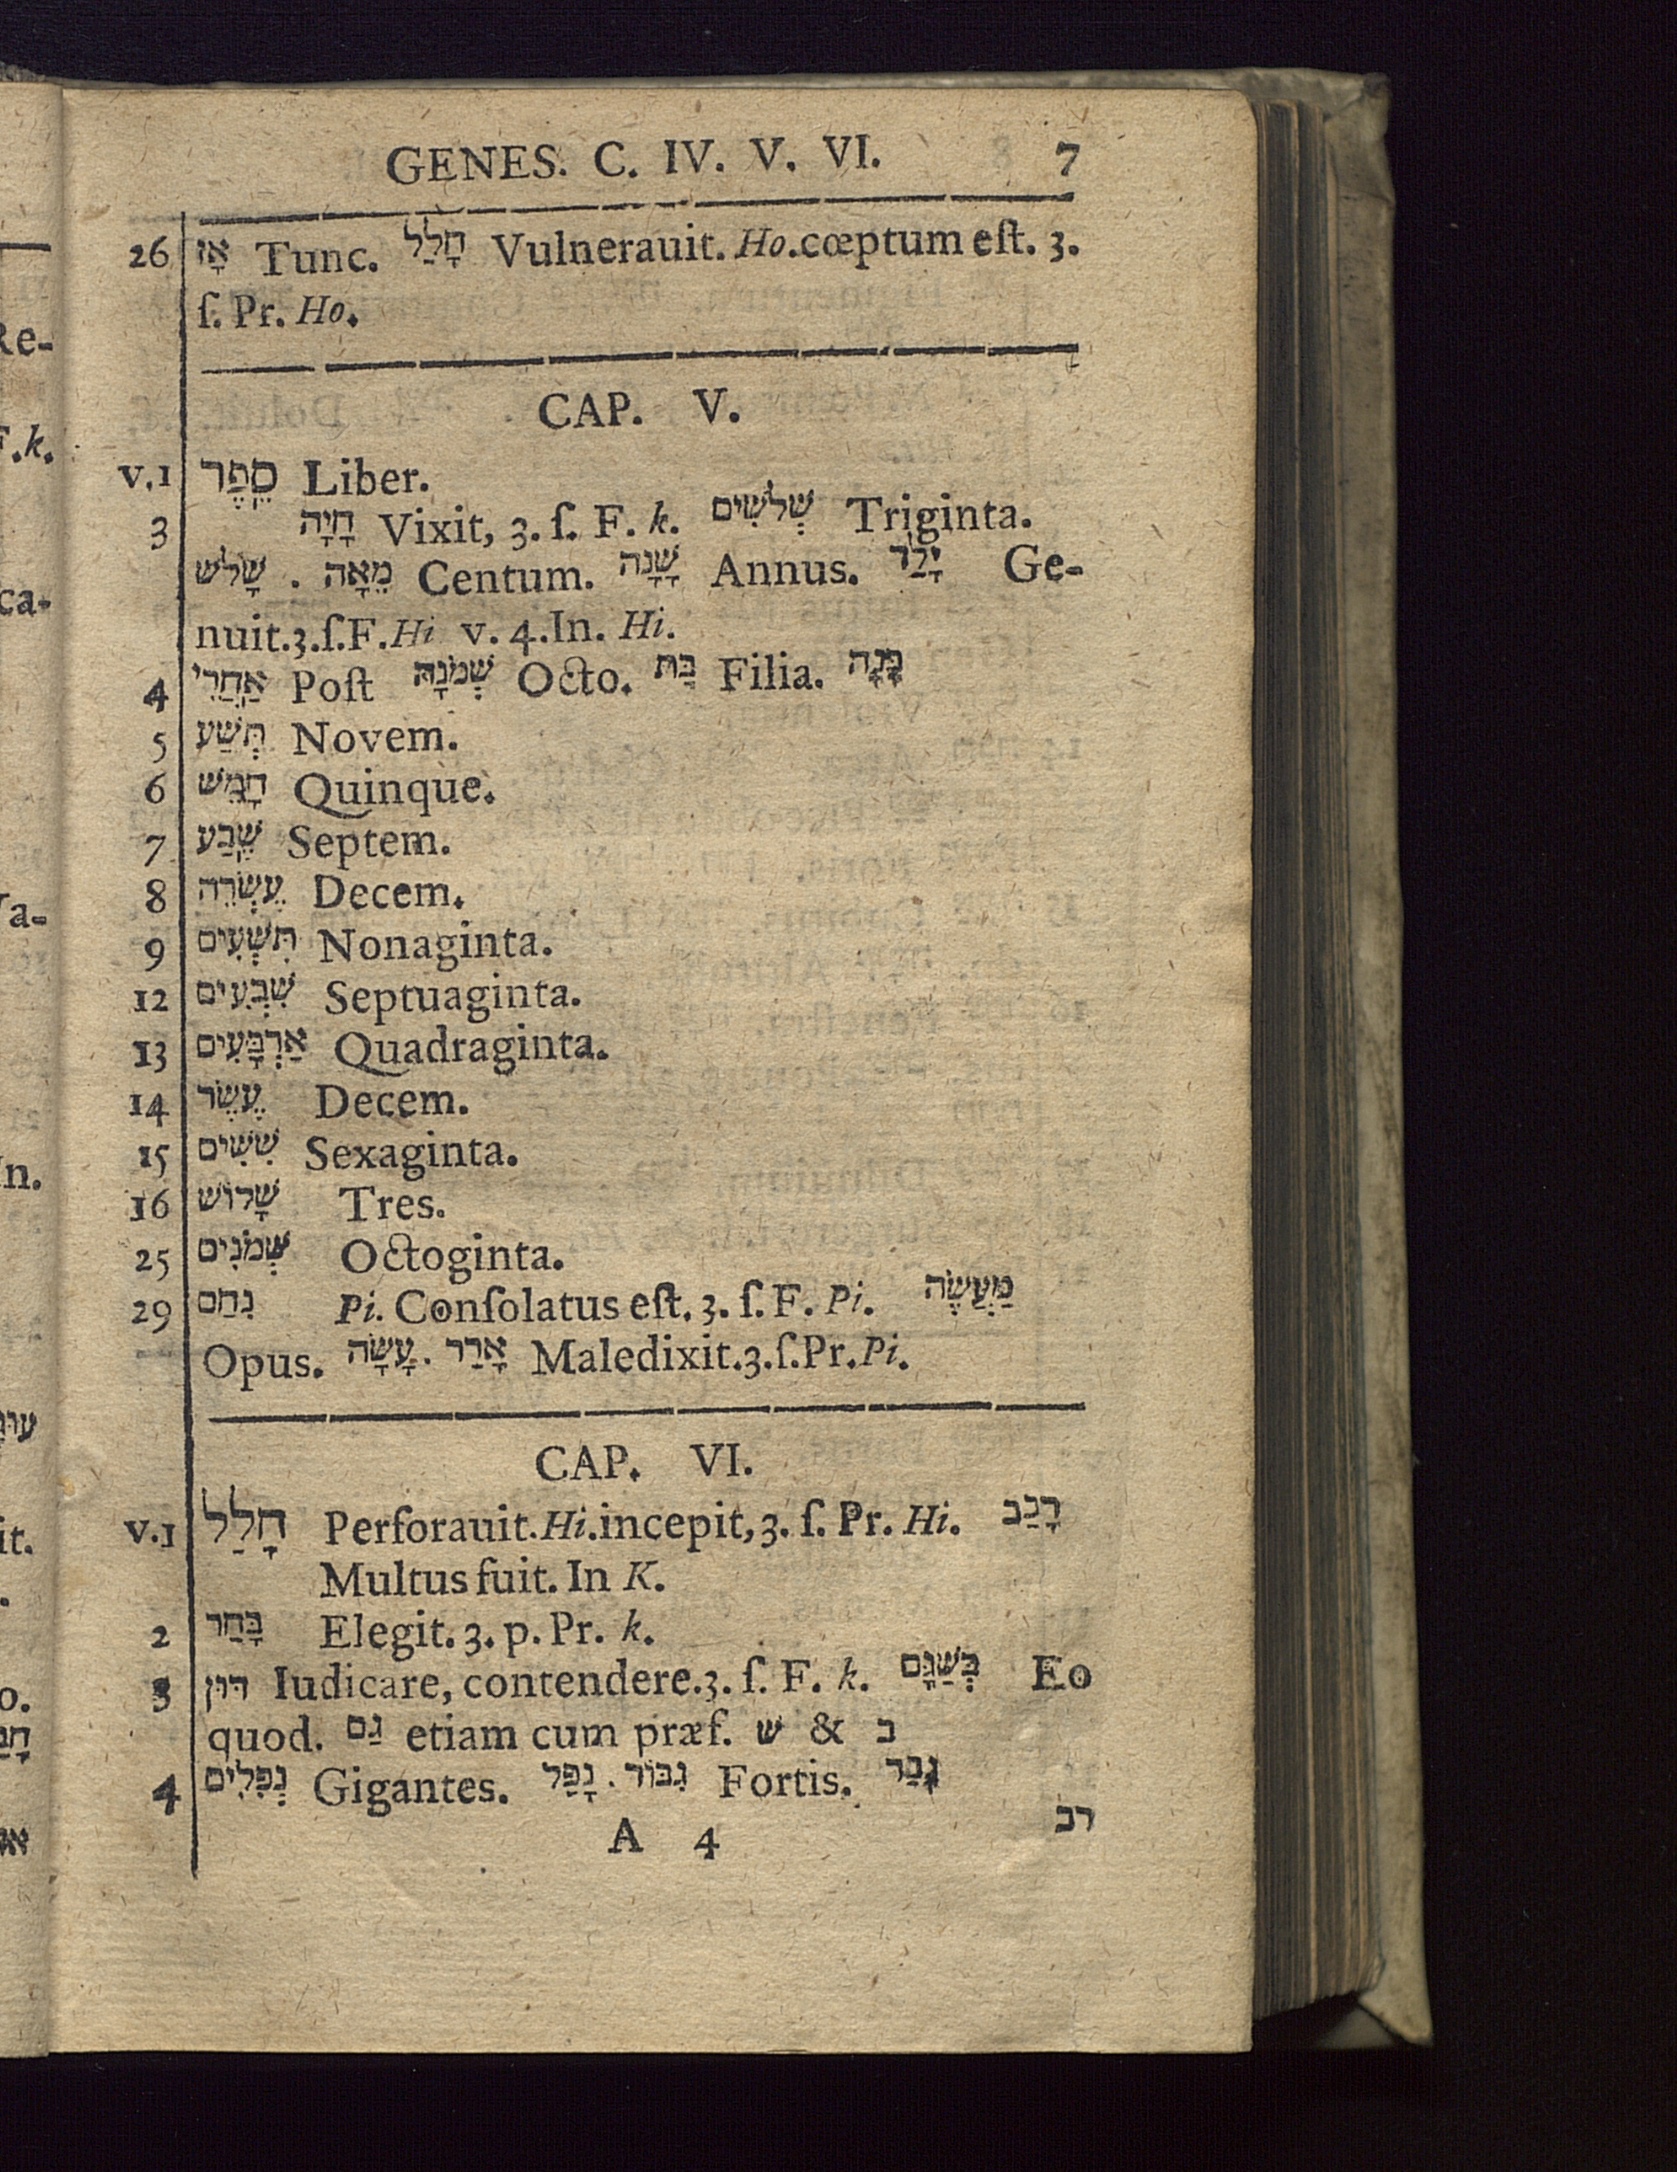 GENES. C. IV. V. VI. 7
26 אָז Tunc. חָלַל Vulnerauit. Ho.cœptum eſt. 3.
ſ. Pr. Ho.
CAP. V.
V.1 סֵפֶר Liber.
3 חָיָה Vixit, 3. ſ. F. k. שְׁלֹשִׁים Triginta.
שָׁלֹשׁ . מֵאָה Centum. שָׁנָה Annus. יָלַד Ge-
nuit.3.ſ.F.Hi v. 4.In. Hi.
4 אַחֲרֵי Poſt שְׁמֹנָה Octo. בַּת Filia. בָּנָה
5 תְּשַׁע Novem.
6 חָמֵשׁ Quinque.
7 שֶׁבַע Septem.
8 עֶשְׂרֵה Decem.
9 תִּשְׁעִים Nonaginta.
12 שִׁבְעִים Septuaginta.
13 אַרְבָּעִים Quadraginta.
14 עֶשֶׂר Decem.
15 שִׁשִּׁים Sexaginta.
16 שָׁלוֹשׁ Tres.
25 שְׁמֹנִים Octoginta.
29 נִחַם Pi. Conſolatus eſt. 3. ſ. F. Pi. מַעֲשֶׂה
Opus. עָשָׂה . אָרַר Maledixit.3.ſ.Pr.Pi.
CAP. VI.
V.1 חָלַל Perforauit.Hi.incepit, 3. ſ. Pr. Hi. רָבַב
Multus fuit. In K.
2 בָּחַר Elegit. 3. p. Pr. k.
3 דּוּן Iudicare, contendere.3. ſ. F. k. בְּשַׁגָּם Eo
quod. גַּם etiam cum præf. ש & ב
4 נְפִלִים Gigantes. נָפַל . גִּבּוֹר Fortis. גָּבַר
A 4 רב